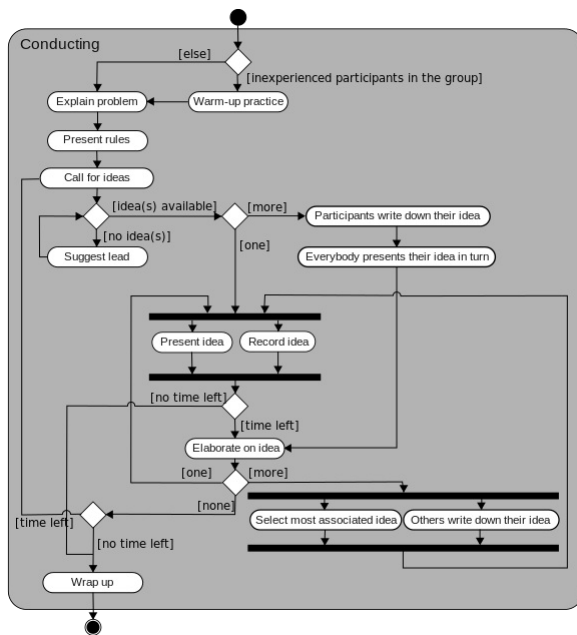 Conducting
[else]
[inexperienced participants in the group]
Explain problem
Warm-up practice
Present rules
Call for ideas
[idea(s) available]
[more]
Participants write down their idea
[no idea(s)]
[one]
Suggest lead
Everybody presents their idea in turn
Present idea
Record idea
[no time left]
[time left]
Elaborate on idea
[one]
[more]
[none]
[time left]
Select most associated idea
Others write down their idea
[no time left]
Wrap up